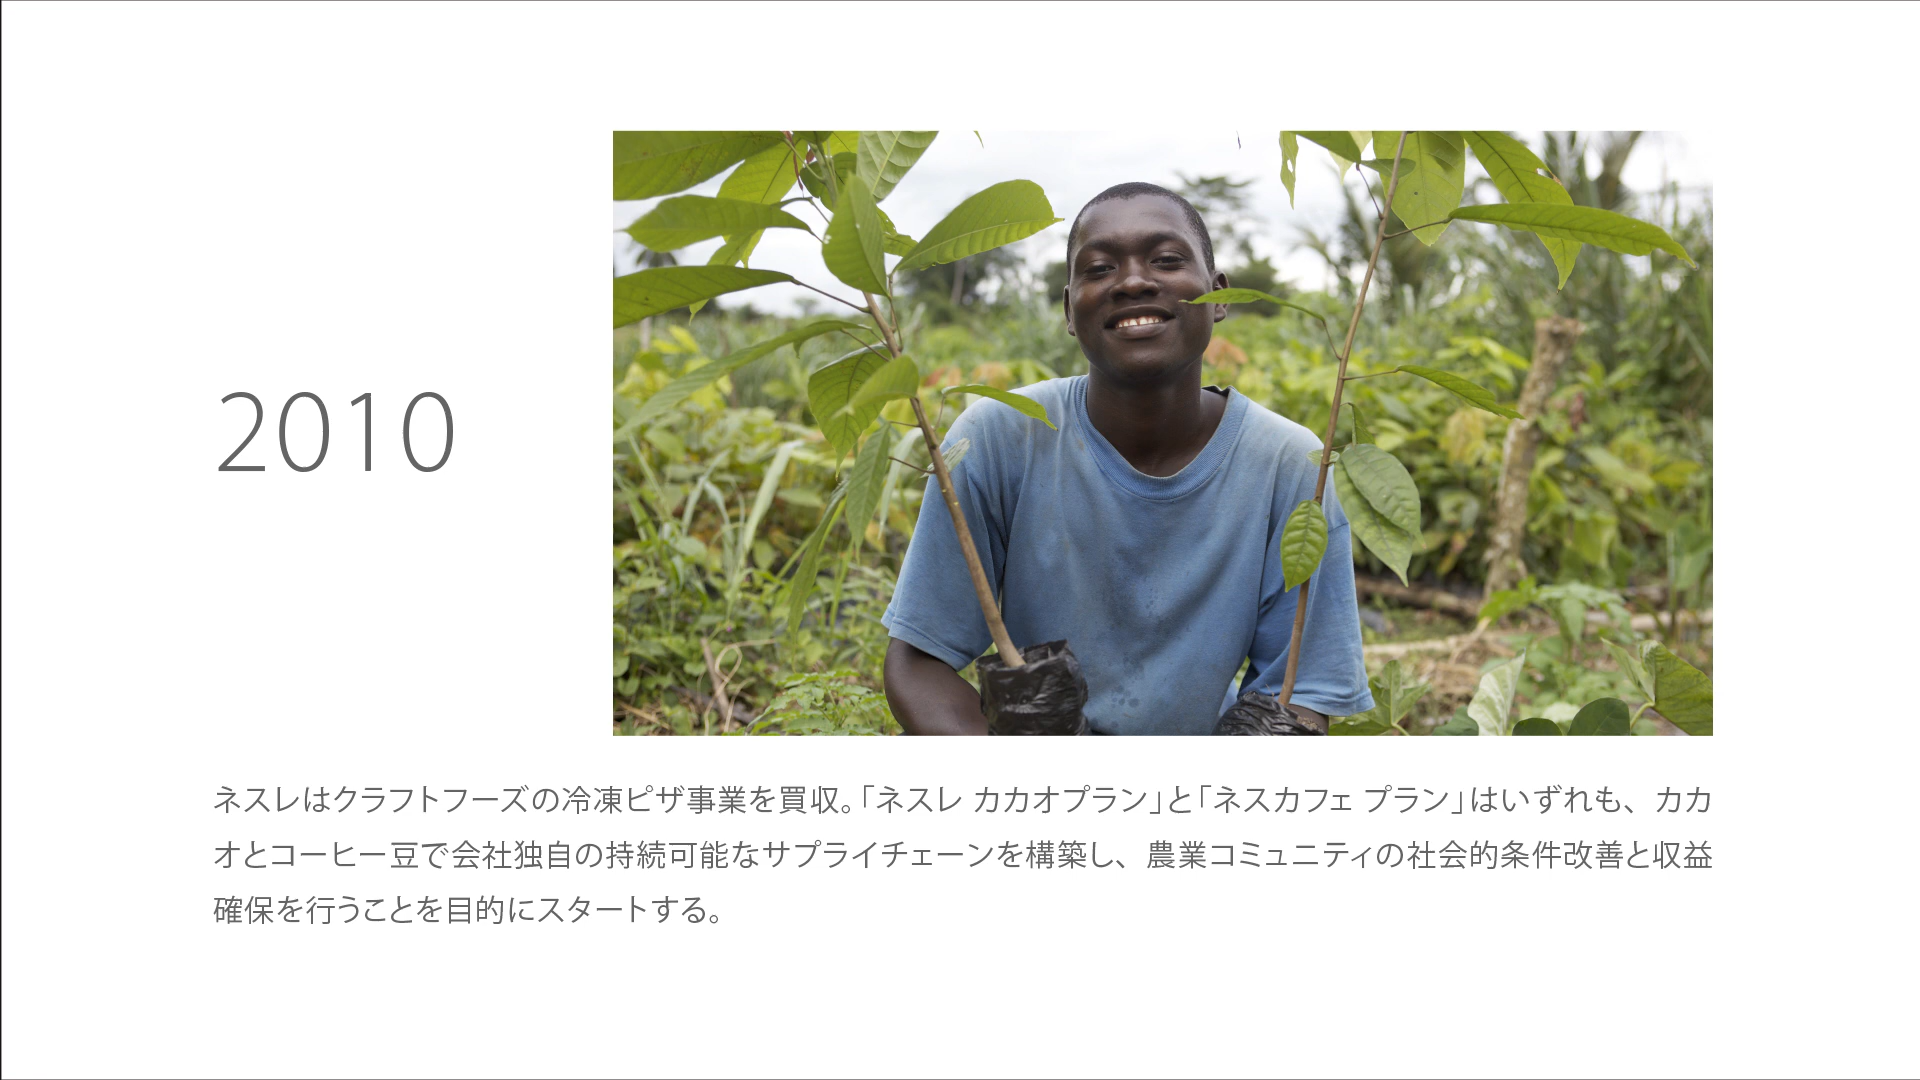 2010
ネスレはクラフトフーズの冷凍ピザ事業を買収。「ネスレ カカオプラン」と「ネスカフェ プラン」はいずれも、カカ
オとコーヒー豆で会社独自の持続可能なサプライチェーンを構築し、農業コミュニティの社会的条件改善と収益
確保を行うことを目的にスタートする。